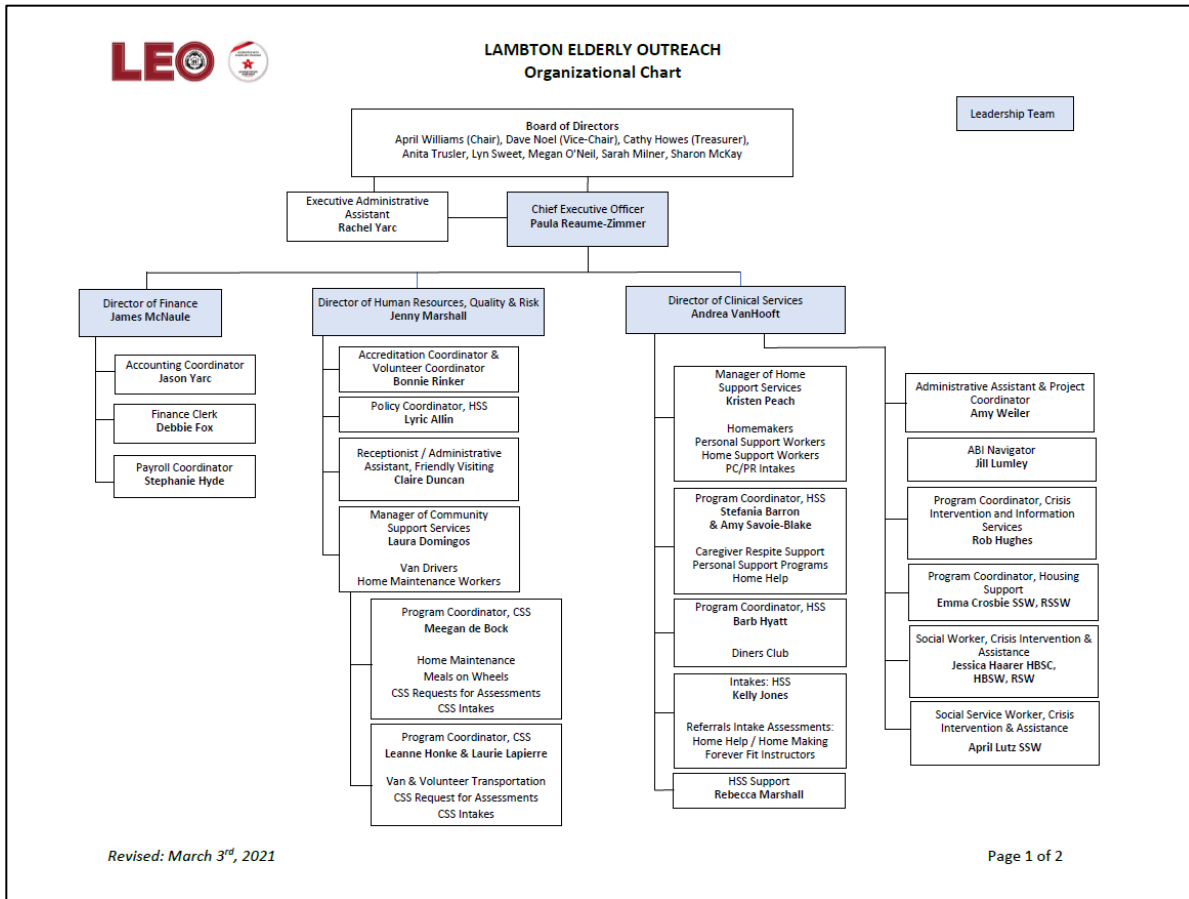 LEO
LAMBTON ELDERLY OUTREACH
Organizational Chart
Leadership Team
Board of Directors
April Williams (Chair), Dave Noel (Vice-Chair), Cathy Howes (Treasurer),
Anita Trusler, Lyn Sweet, Megan O'Neil, Sarah Milner, Sharon McKay
Executive Administrative
Assistant
Rachel Yarc
Chief Executive Officer
Paula Reaume-Zimmer
Director of Finance
James McNaule
Accounting Coordinator
Jason Yarc
Finance Clerk
Debbie Fox
Payroll Coordinator
Stephanie Hyde
Director of Human Resources, Quality & Risk
Jenny Marshall
Accreditation Coordinator &
Volunteer Coordinator
Bonnie Rinker
Policy Coordinator, HSS
Lyric Allin
Receptionist / Administrative
Assistant, Friendly Visiting
Claire Duncan
Manager of Community
Support Services
Laura Domingos
Van Drivers
Home Maintenance Workers
Program Coordinator, CSS
Meegan de Bock
Home Maintenance
Meals on Wheels
CSS Requests for Assessments
CSS Intakes
Program Coordinator, CSS
Leanne Honke & Laurie Lapierre
Van & Volunteer Transportation
CSS Request for Assessments
CSS Intakes
Director of Clinical Services
Andrea VanHooft
Manager of Home
Support Services
Kristen Peach
Homemakers
Personal Support Workers
Home Support Workers
PC/PR Intakes
Program Coordinator, HSS
Stefania Barron
& Amy Savoie-Blake
Caregiver Respite Support
Personal Support Programs
Home Help
Program Coordinator, HSS
Barb Hyatt
Diners Club
Intakes: HSS
Kelly Jones
Referrals Intake Assessments:
Home Help / Home Making
Forever Fit Instructors
HSS Support
Rebecca Marshall
Administrative Assistant & Project
Coordinator
Amy Weiler
ABI Navigator
Jill Lumley
Program Coordinator, Crisis
Intervention and Information
Services
Rob Hughes
Program Coordinator, Housing
Support
Emma Crosbie SSW, RSSW
Social Worker, Crisis Intervention &
Assistance
Jessica Haarer HBSC,
HBSW, RSW
Social Service Worker, Crisis
Intervention & Assistance
April Lutz SSW
Revised: March 3rd, 2021
Page 1 of 2